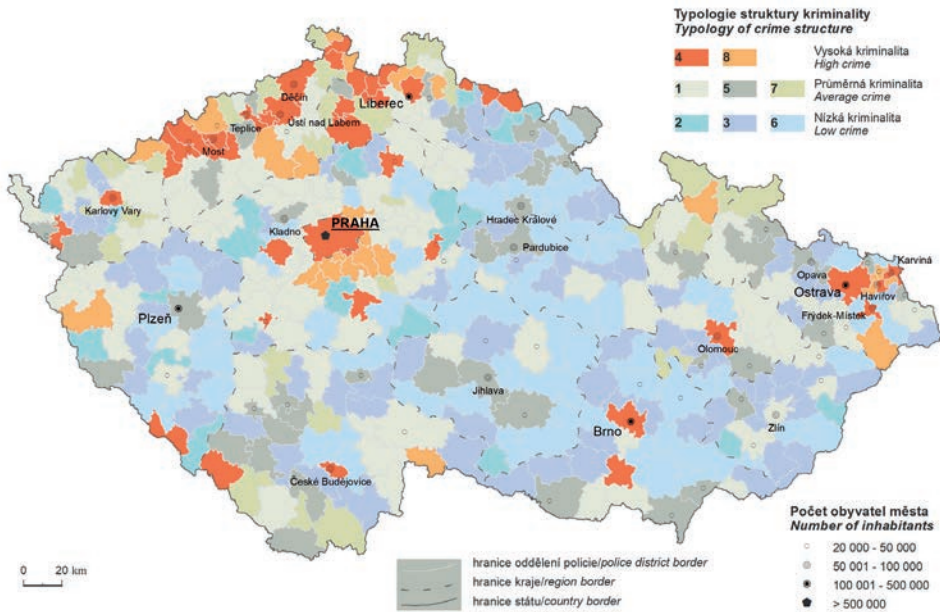 Typologie struktury kriminality
Typology of crime structure
4 8 Vysoká kriminalita
High crime
1 5 7 Průměrná kriminalita
Average crime
2 3 6 Nízká kriminalita
Low crime
Děčín
Liberec
Teplice
Ústí nad Labem
Most
Karlovy Vary
PRAHA
Kladno
Hradec Králové
Pardubice
Opava
Karviná
Ostrava
Havířov
Plzeň
Frýdek-Místek
Olomouc
Jihlava
Brno
Zlín
České Budějovice
Počet obyvatel města
Number of inhabitants
20 000 - 50 000
50 001 - 100 000
100 001 - 500 000
> 500 000
hranice oddělení policie/police district border
hranice kraje/region border
hranice státu/country border
0 20 km